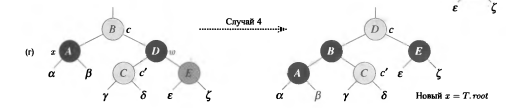 ε ζ
Случай 4
B c D c
(г) x A D w B E
C c′ E A C c′ ε ζ
α β α β
γ δ ε ζ γ δ Новый x = T.root